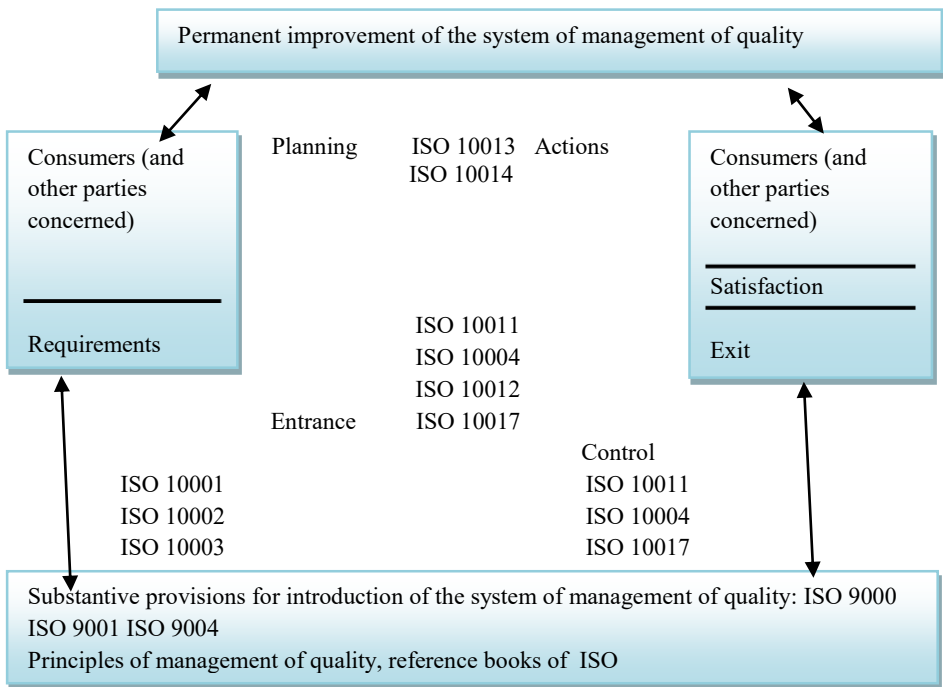 Permanent improvement of the system of management of quality
Consumers (and
other parties
concerned)
Requirements
Planning ISO 10013 Actions
ISO 10014
Consumers (and
other parties
concerned)
Satisfaction
Exit
ISO 10011
ISO 10004
ISO 10012
Entrance ISO 10017
Control
ISO 10001
ISO 10002
ISO 10003
ISO 10011
ISO 10004
ISO 10017
Substantive provisions for introduction of the system of management of quality: ISO 9000
ISO 9001 ISO 9004
Principles of management of quality, reference books of ISO